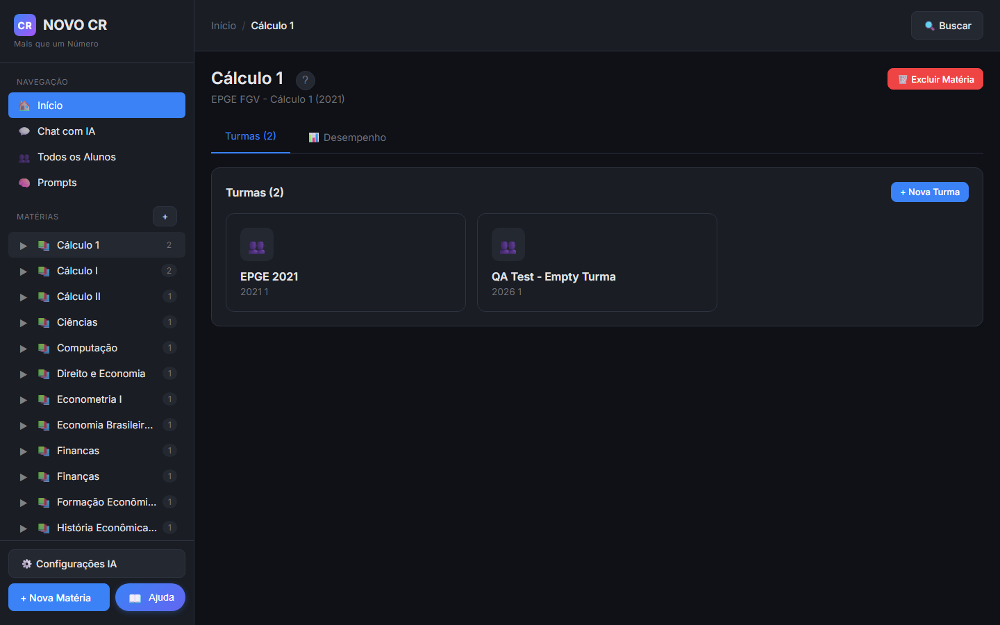 CR NOVO CR
Mais que um Número
NAVEGAÇÃO
Início
Chat com IA
Todos os Alunos
Prompts
MATÉRIAS +
Cálculo 1 2
Cálculo I 2
Cálculo II 1
Ciências 1
Computação 1
Direito e Economia 1
Econometria I 1
Economia Brasileir... 1
Financas 1
Finanças 1
Formação Econômi... 1
História Econômica... 1
Configurações IA
+ Nova Matéria
Ajuda
Início / Cálculo 1
Buscar
Cálculo 1 ?
EPGE FGV - Cálculo 1 (2021)
Excluir Matéria
Turmas (2)
Desempenho
Turmas (2)
+ Nova Turma
EPGE 2021
2021 1
QA Test - Empty Turma
2026 1